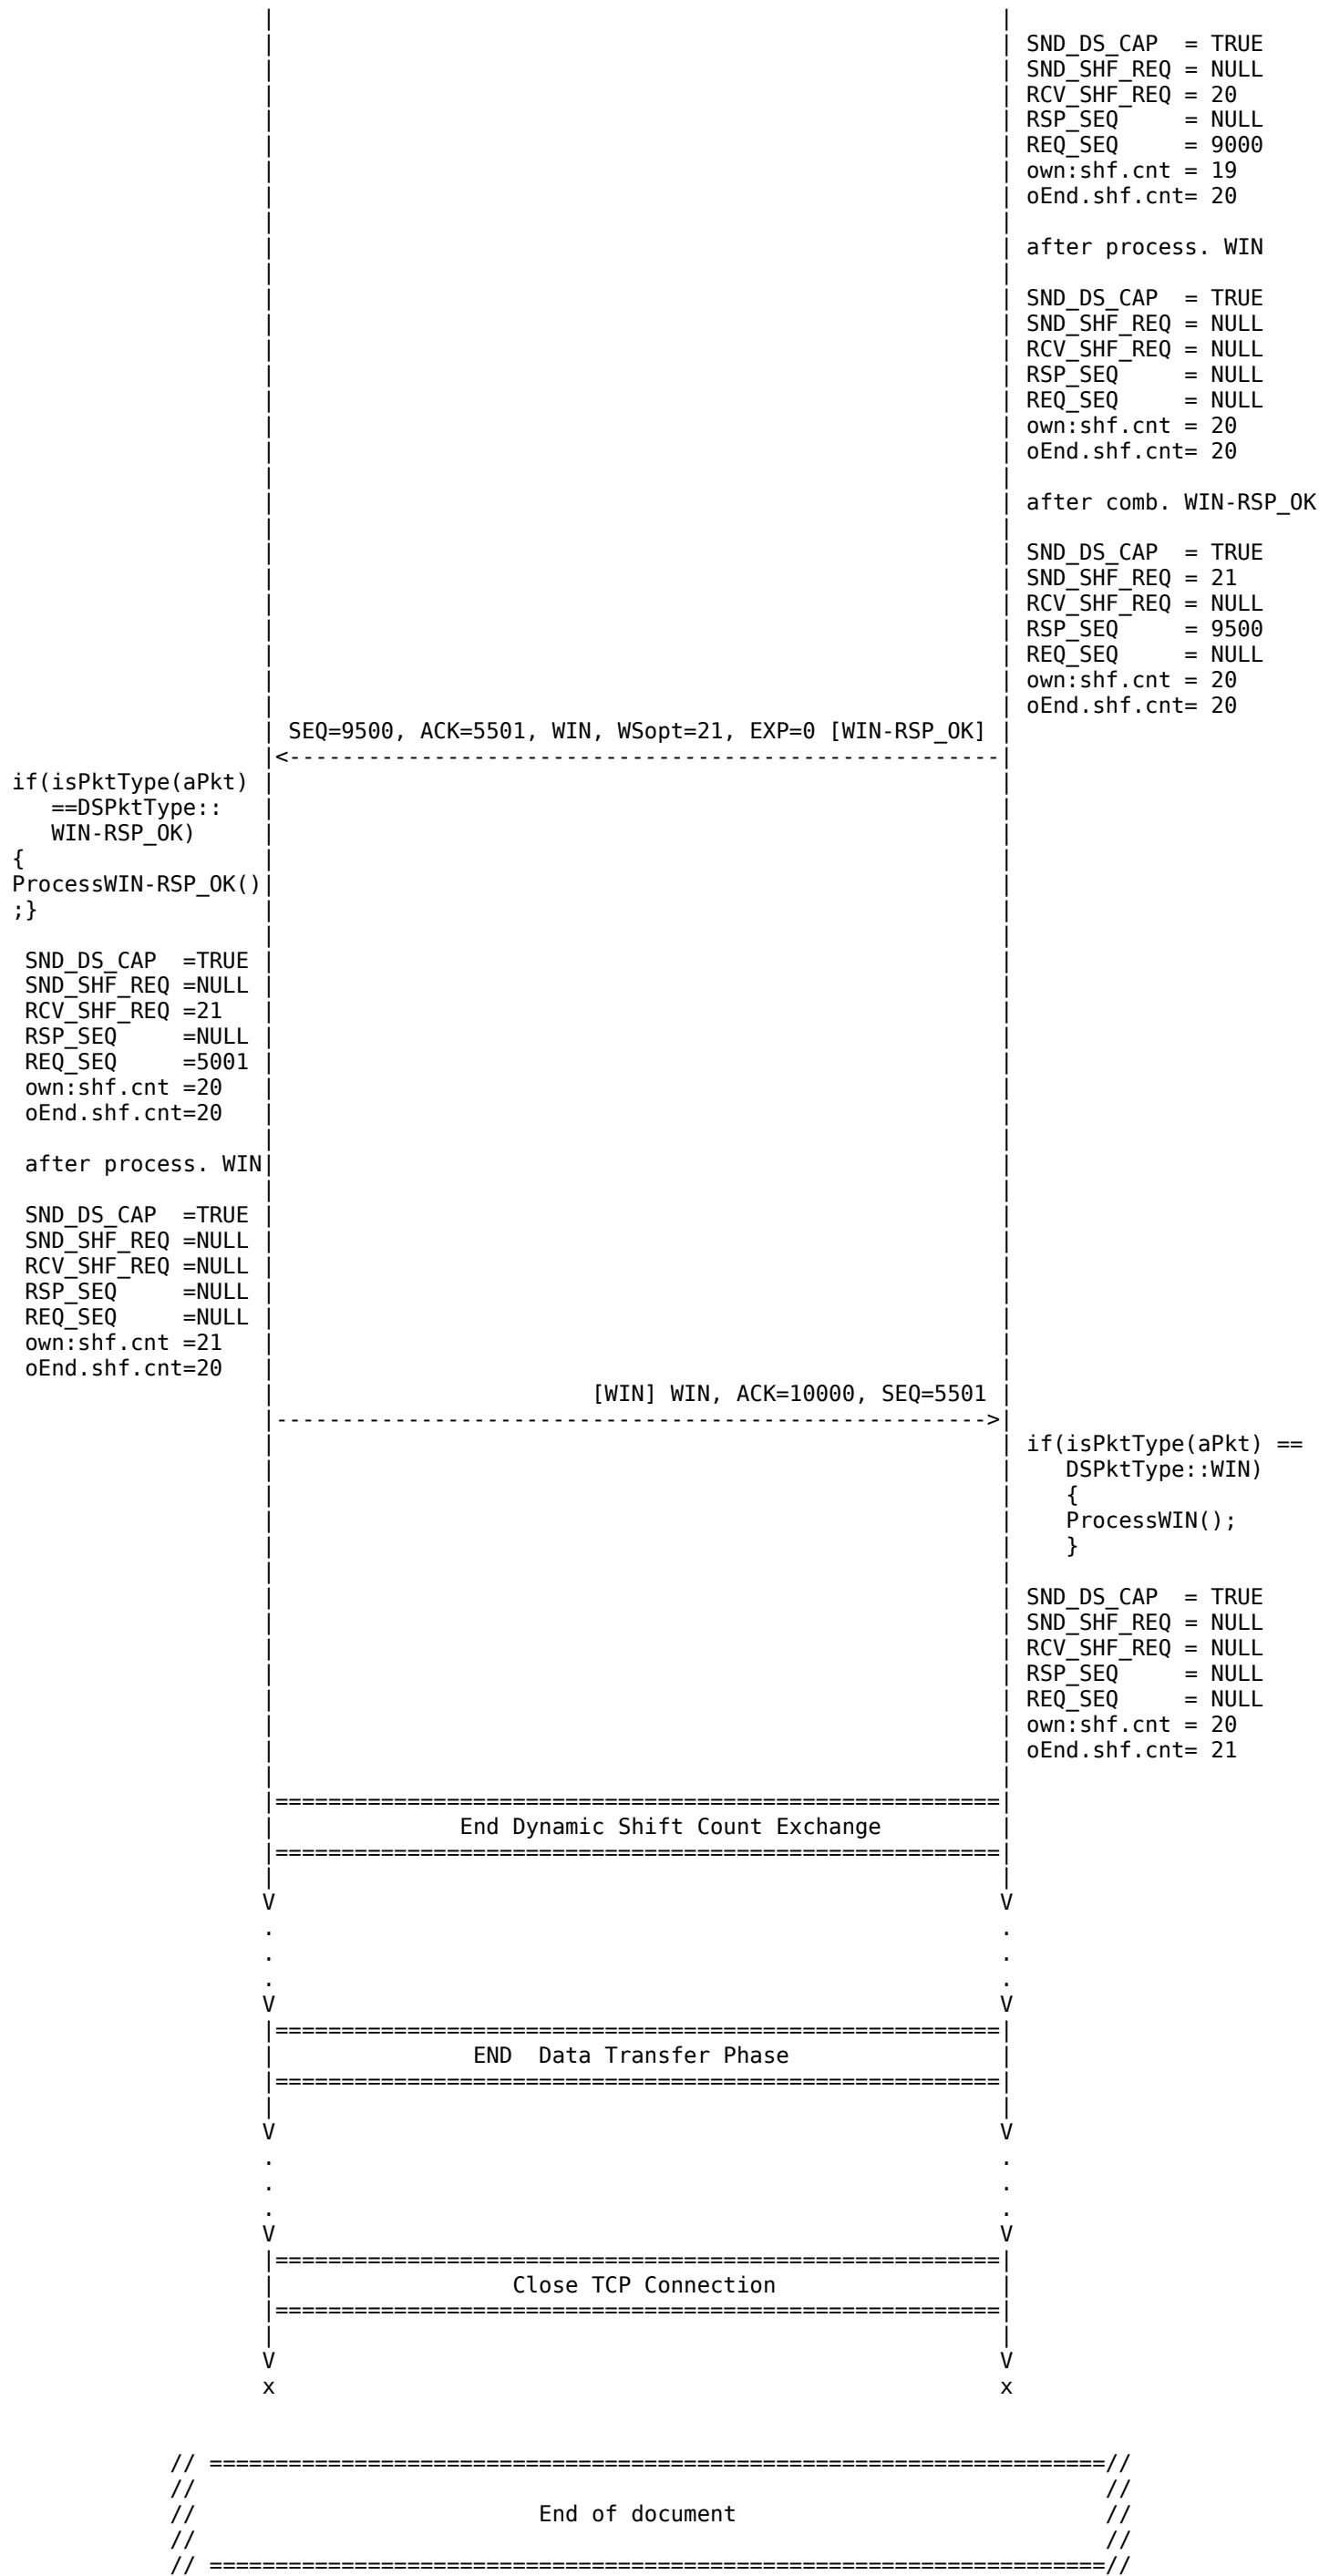 |                                                       |
|                                                       | SND_DS_CAP  = TRUE
|                                                       | SND_SHF_REQ = NULL
|                                                       | RCV_SHF_REQ = 20
|                                                       | RSP_SEQ     = NULL
|                                                       | REQ_SEQ     = 9000
|                                                       | own:shf.cnt = 19
|                                                       | oEnd.shf.cnt= 20
|                                                       |
|                                                       | after process. WIN
|                                                       |
|                                                       | SND_DS_CAP  = TRUE
|                                                       | SND_SHF_REQ = NULL
|                                                       | RCV_SHF_REQ = NULL
|                                                       | RSP_SEQ     = NULL
|                                                       | REQ_SEQ     = NULL
|                                                       | own:shf.cnt = 20
|                                                       | oEnd.shf.cnt= 20
|                                                       |
|                                                       | after comb. WIN-RSP_OK
|                                                       |
|                                                       | SND_DS_CAP  = TRUE
|                                                       | SND_SHF_REQ = 21
|                                                       | RCV_SHF_REQ = NULL
|                                                       | RSP_SEQ     = 9500
|                                                       | REQ_SEQ     = NULL
|                                                       | own:shf.cnt = 20
|                                                       | oEnd.shf.cnt= 20
| SEQ=9500, ACK=5501, WIN, WSopt=21, EXP=0 [WIN-RSP_OK] |
|<------------------------------------------------------|
if(isPktType(aPkt) |                                                       |
==DSPktType::    |                                                       |
WIN-RSP_OK)      |                                                       |
{                  |                                                       |
ProcessWIN-RSP_OK()|                                                       |
;}                 |                                                       |
|                                                       |
SND_DS_CAP  =TRUE |                                                       |
SND_SHF_REQ =NULL |                                                       |
RCV_SHF_REQ =21   |                                                       |
RSP_SEQ     =NULL |                                                       |
REQ_SEQ     =5001 |                                                       |
own:shf.cnt =20   |                                                       |
oEnd.shf.cnt=20   |                                                       |
|                                                       |
after process. WIN|                                                       |
|                                                       |
SND_DS_CAP  =TRUE |                                                       |
SND_SHF_REQ =NULL |                                                       |
RCV_SHF_REQ =NULL |                                                       |
RSP_SEQ     =NULL |                                                       |
REQ_SEQ     =NULL |                                                       |
own:shf.cnt =21   |                                                       |
oEnd.shf.cnt=20   |                                                       |
|                        [WIN] WIN, ACK=10000, SEQ=5501 |
|------------------------------------------------------>|
|                                                       | if(isPktType(aPkt) ==
|                                                       |    DSPktType::WIN)
|                                                       |    {
|                                                       |    ProcessWIN();
|                                                       |    }
|                                                       |
|                                                       | SND_DS_CAP  = TRUE
|                                                       | SND_SHF_REQ = NULL
|                                                       | RCV_SHF_REQ = NULL
|                                                       | RSP_SEQ     = NULL
|                                                       | REQ_SEQ     = NULL
|                                                       | own:shf.cnt = 20
|                                                       | oEnd.shf.cnt= 21
|                                                       |
|=======================================================|
|              End Dynamic Shift Count Exchange         |
|=======================================================|
|                                                       |
V                                                       V
.                                                       .
.                                                       .
.                                                       .
V                                                       V
|=======================================================|
|               END  Data Transfer Phase                |
|=======================================================|
|                                                       |
V                                                       V
.                                                       .
.                                                       .
.                                                       .
V                                                       V
|=======================================================|
|                  Close TCP Connection                 |
|=======================================================|
|                                                       |
V                                                       V
x                                                       x
// ====================================================================//
//                                                                     //
//                          End of document                            //
//                                                                     //
// ====================================================================//